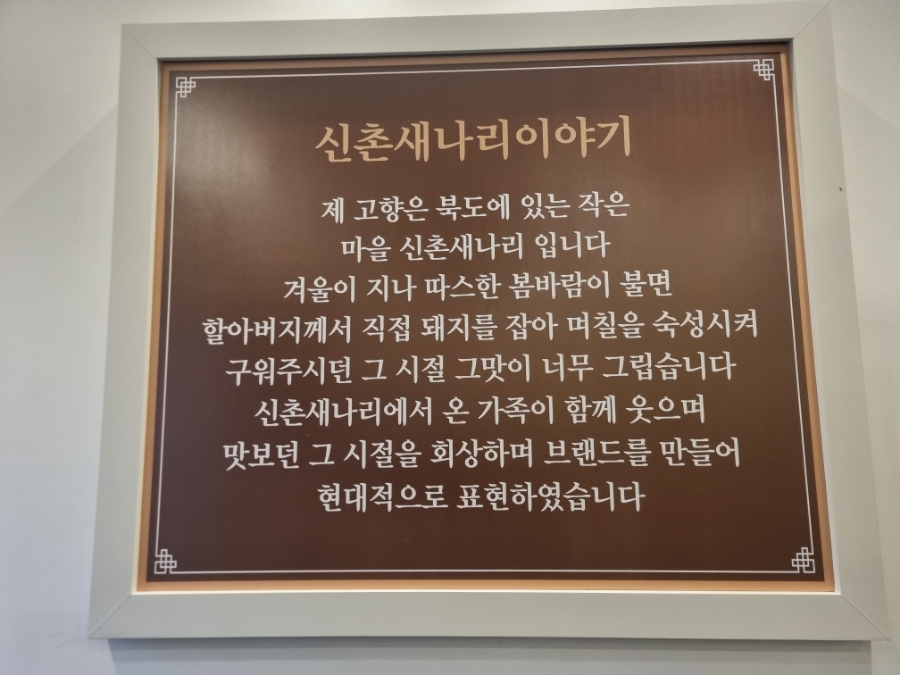 신촌새나리이야기
제 고향은 북도에 있는 작은
마을 신촌새나리 입니다
겨울이 지나 따스한 봄바람이 불면
할아버지께서 직접 돼지를 잡아 며칠을 숙성시켜
구워주시던 그 시절 그맛이 너무 그립습니다
신촌새나리에서 온 가족이 함께 웃으며
맛보던 그 시절을 회상하며 브랜드를 만들어
현대적으로 표현하였습니다